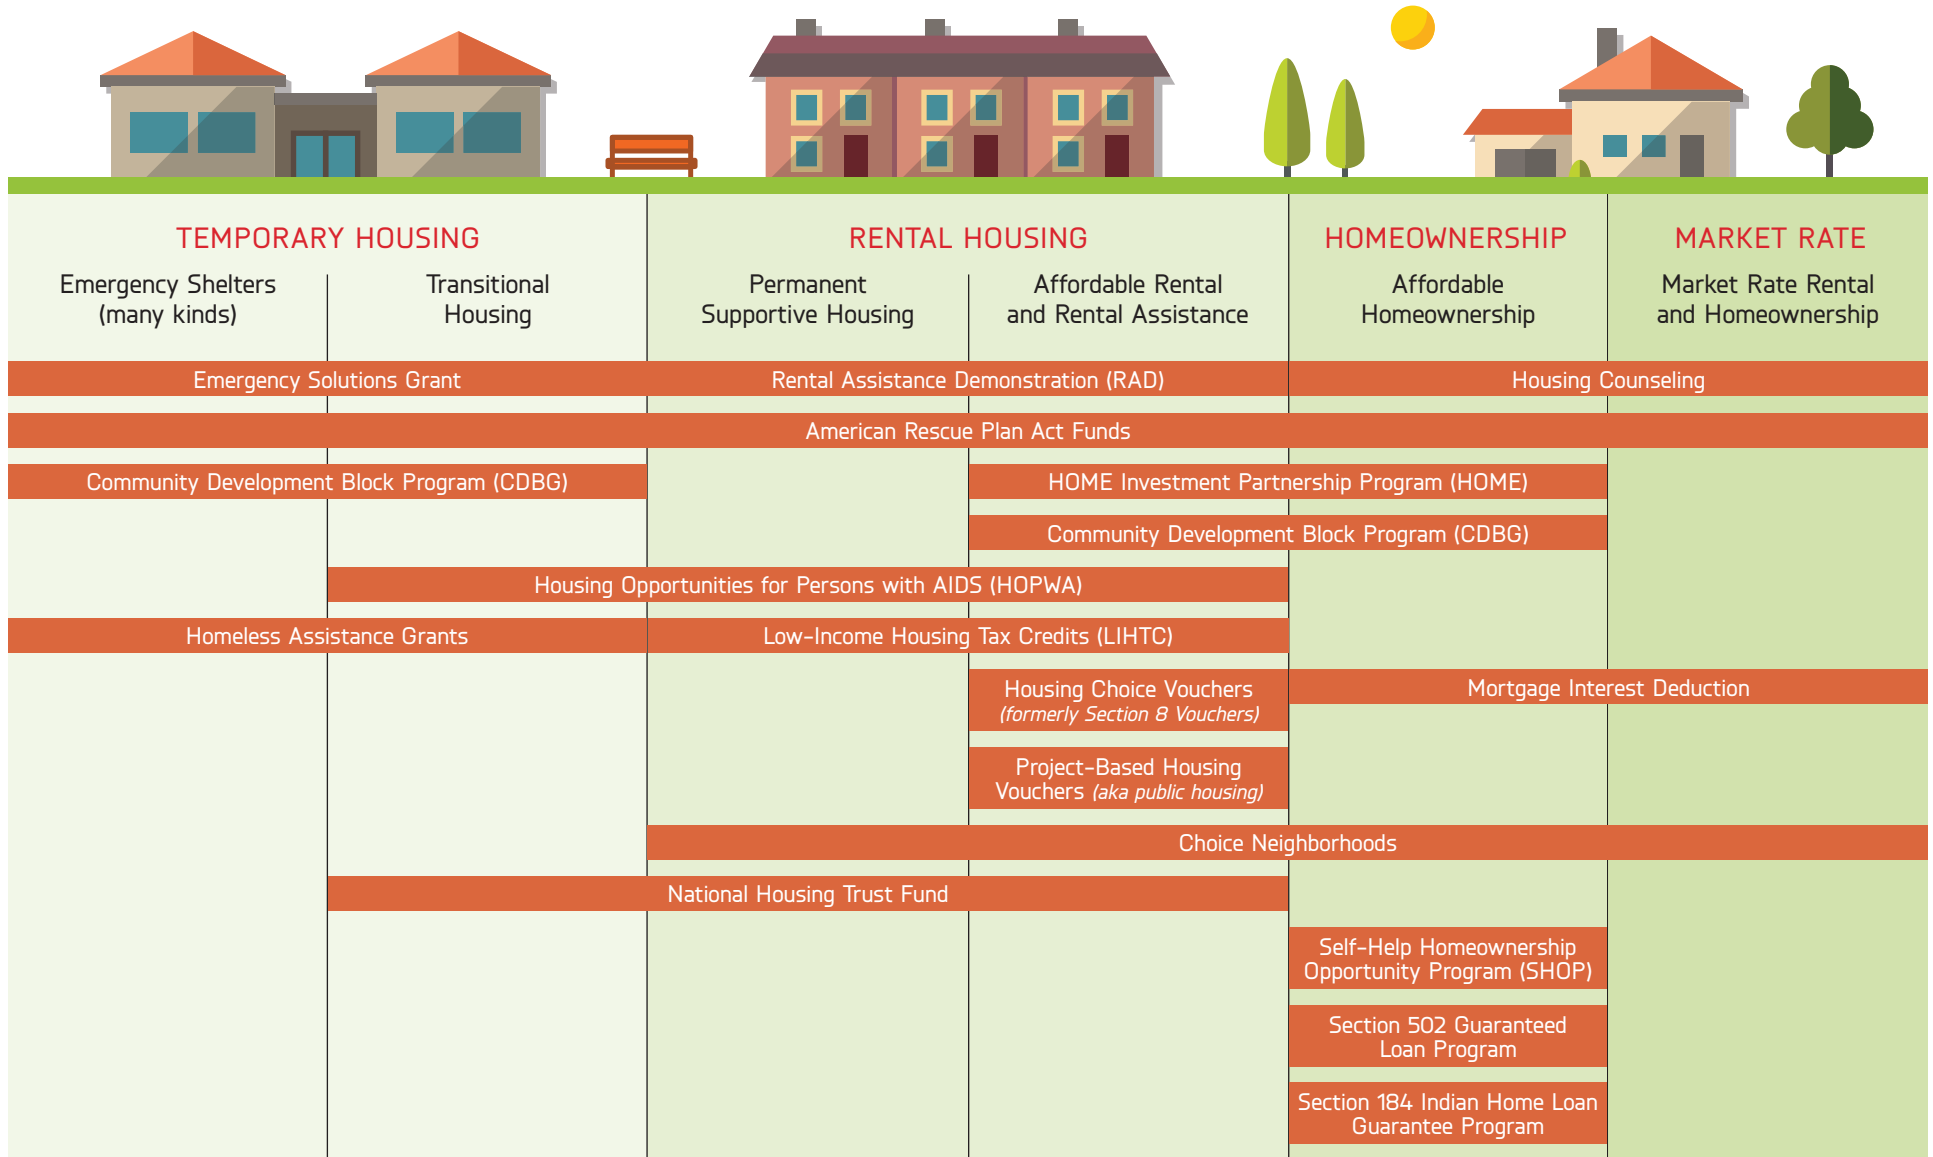 TEMPORARY HOUSING
RENTAL HOUSING
HOMEOWNERSHIP
MARKET RATE
Emergency Shelters
(many kinds)
Transitional
Housing
Permanent
Supportive Housing
Affordable Rental
and Rental Assistance
Affordable
Homeownership
Market Rate Rental
and Homeownership
Emergency Solutions Grant
Rental Assistance Demonstration (RAD)
Housing Counseling
American Rescue Plan Act Funds
Community Development Block Program (CDBG)
HOME Investment Partnership Program (HOME)
Community Development Block Program (CDBG)
Housing Opportunities for Persons with AIDS (HOPWA)
Homeless Assistance Grants
Low-Income Housing Tax Credits (LIHTC)
Housing Choice Vouchers
(formerly Section 8 Vouchers)
Mortgage Interest Deduction
Project-Based Housing
Vouchers (aka public housing)
Choice Neighborhoods
National Housing Trust Fund
Self-Help Homeownership
Opportunity Program (SHOP)
Section 502 Guaranteed
Loan Program
Section 184 Indian Home Loan
Guarantee Program